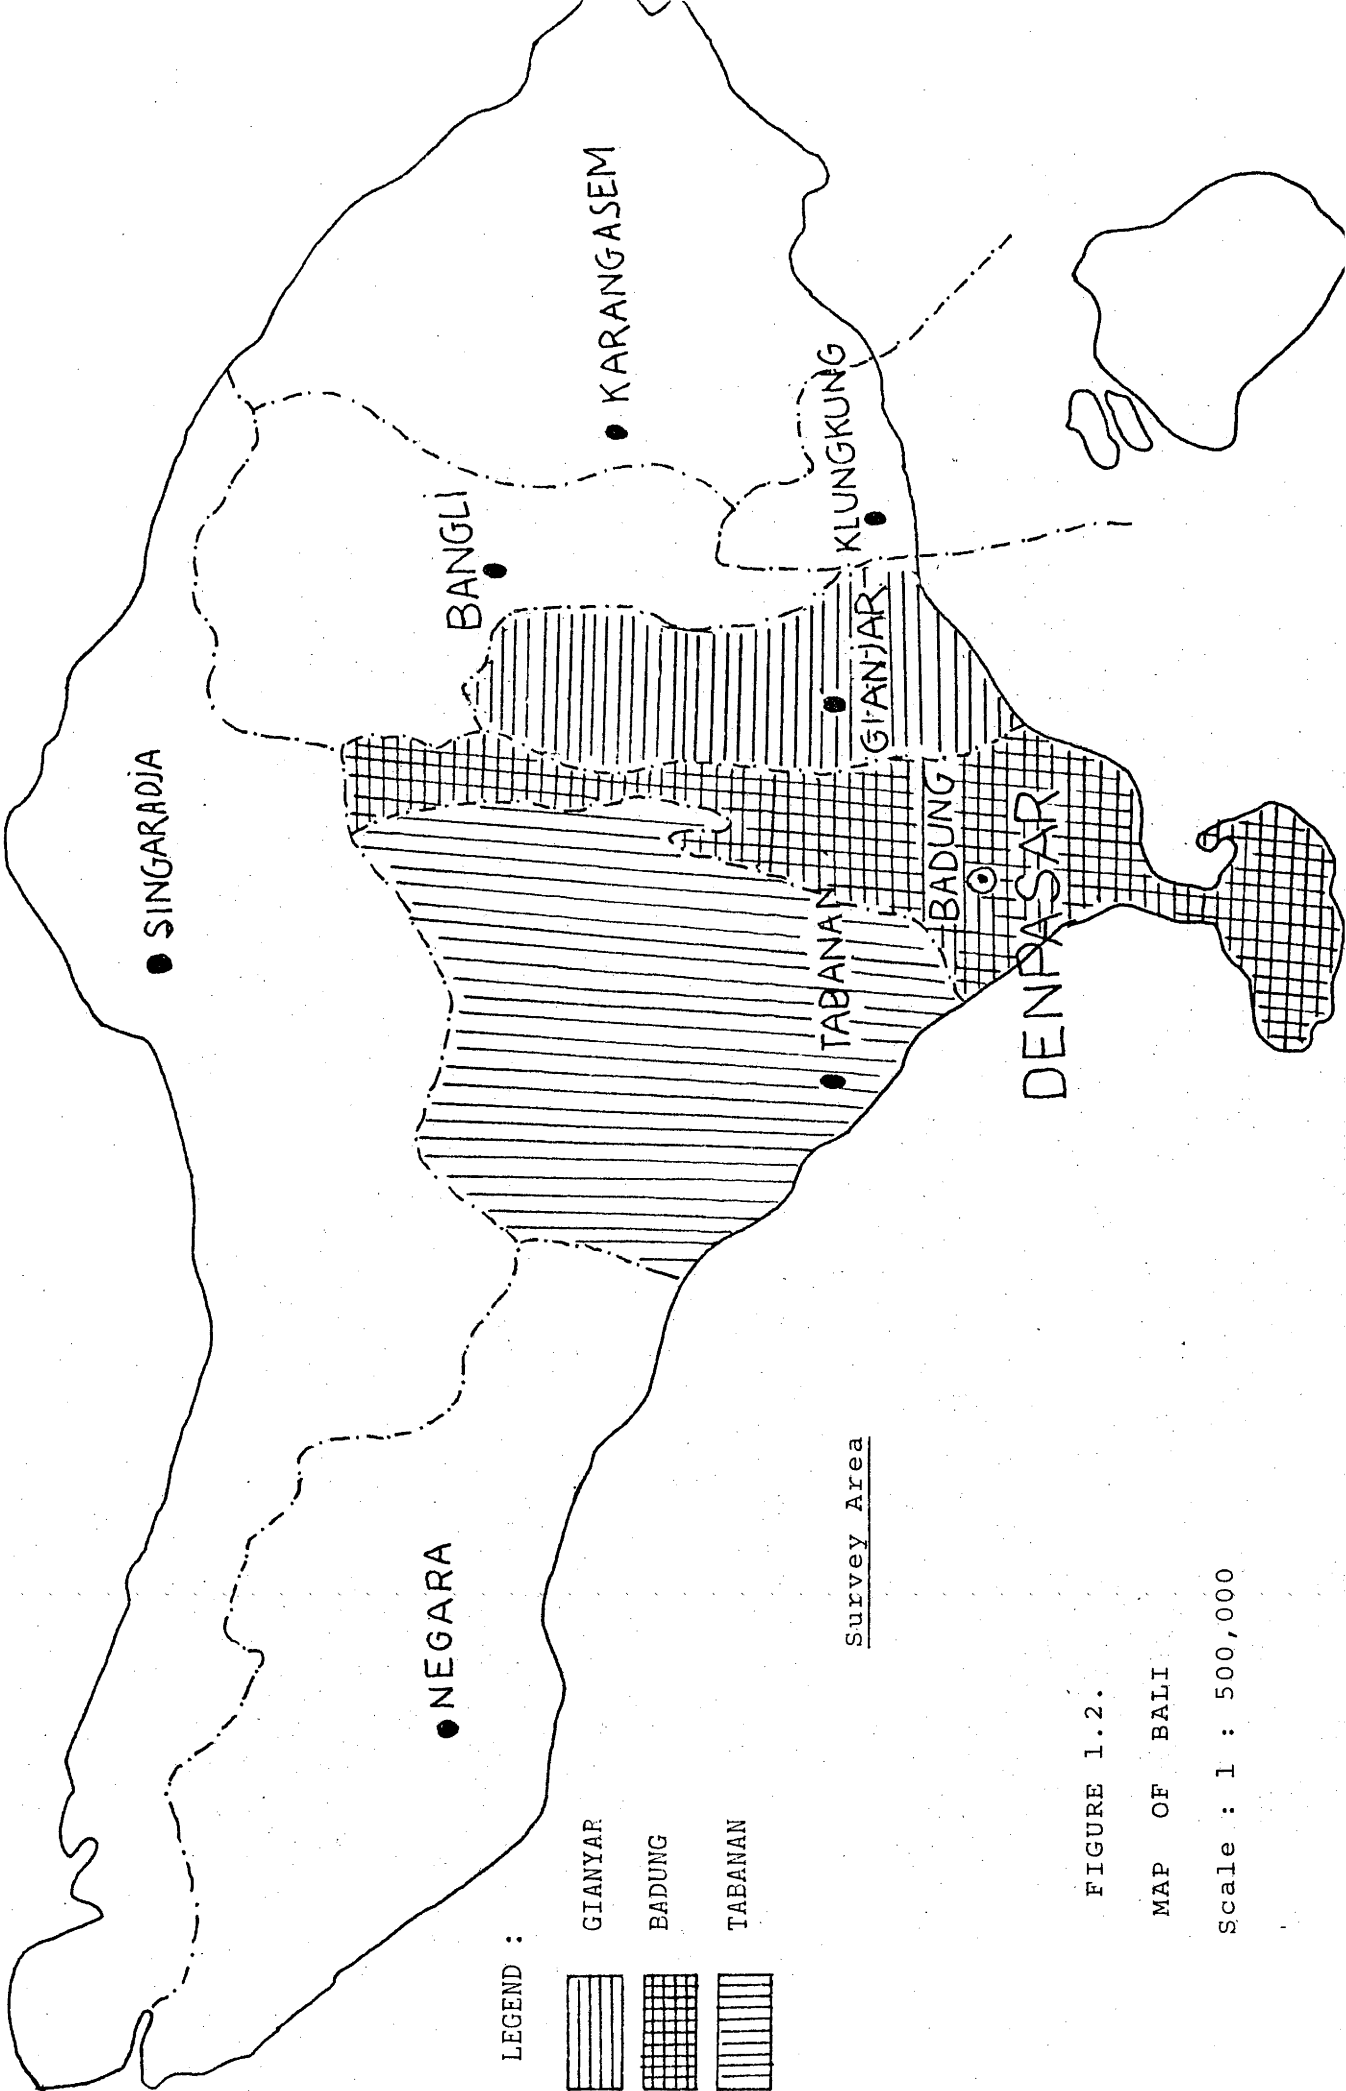 SINGARADJA
BANGLI
KARANGASEM
NEGARA
TABANAN
GIANJAR
KLUNGKUNG
BADUNG
DENPASAR
LEGEND :
GIANYAR
BADUNG
TABANAN
Survey Area
FIGURE 1.2.
MAP OF BALI
Scale : 1 : 500,000